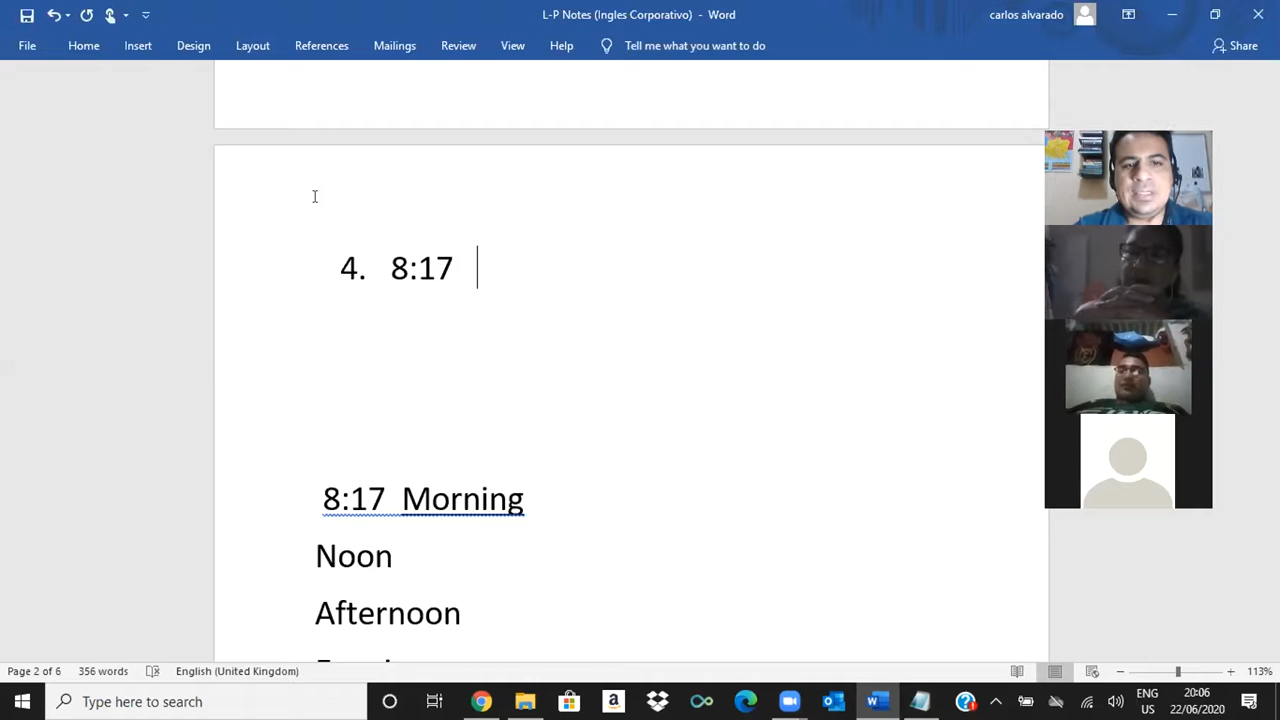 L-P Notes (Ingles Corporativo) - Word
carlos alvarado
File Home Insert Design Layout References Mailings Review View Help Tell me what you want to do Share
4. 8:17
8:17 Morning
Noon
Afternoon
Page 2 of 6 356 words English (United Kingdom) 113%
Type here to search
ENG
US
20:06
22/06/2020